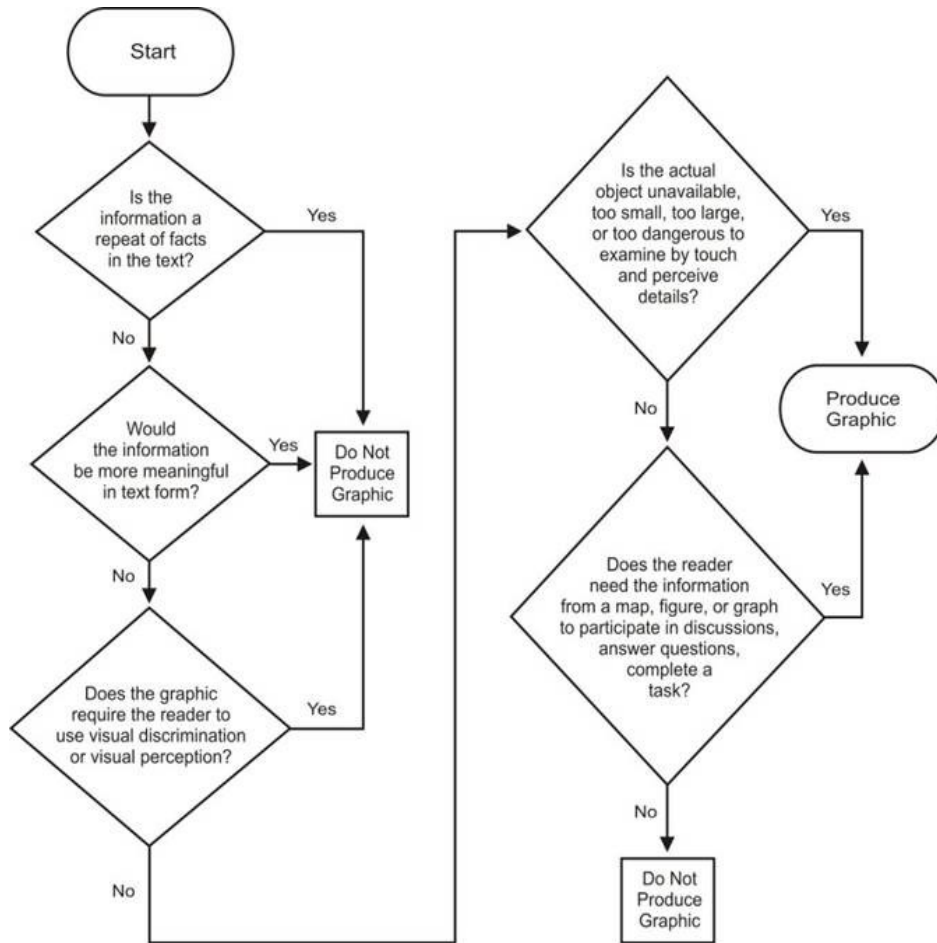 Start
Is the
information a
repeat of facts
in the text?
Yes
No
Would
the information
be more meaningful
in text form?
Yes
Do Not
Produce
Graphic
No
Does the graphic
require the reader to
use visual discrimination
or visual perception?
Yes
No
Is the actual
object unavailable,
too small, too large,
or too dangerous to
examine by touch
and perceive
details?
Yes
No
Produce
Graphic
Does the reader
need the information
from a map, figure, or graph
to participate in discussions,
answer questions,
complete a
task?
Yes
No
Do Not
Produce
Graphic